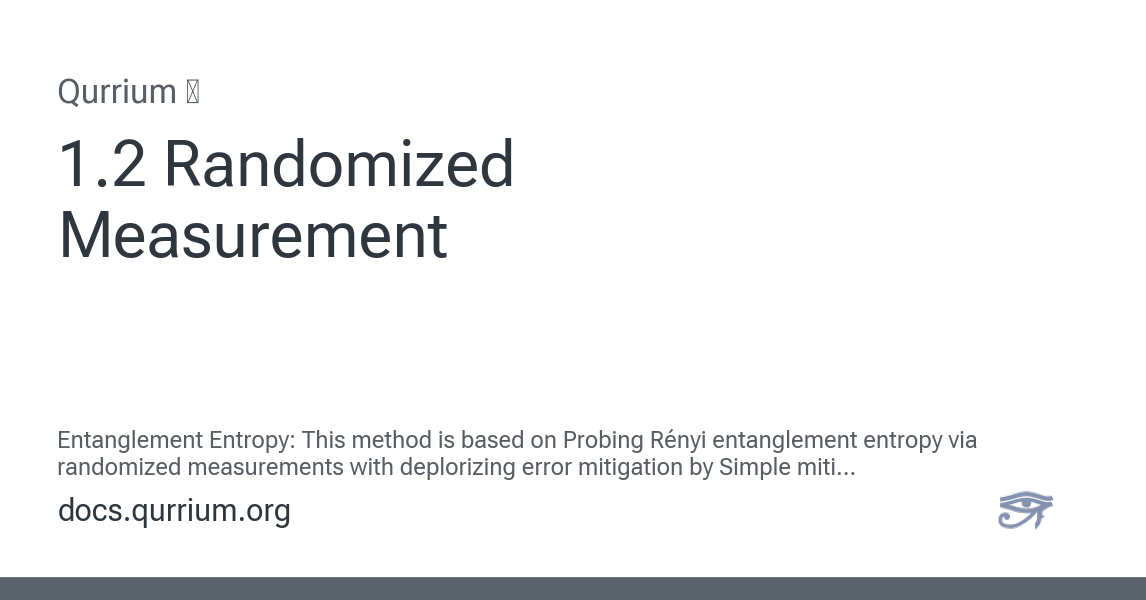 Qurrium
1.2 Randomized
Measurement
Entanglement Entropy: This method is based on Probing Rényi entanglement entropy via
randomized measurements with deplorizing error mitigation by Simple miti...
docs.qurrium.org